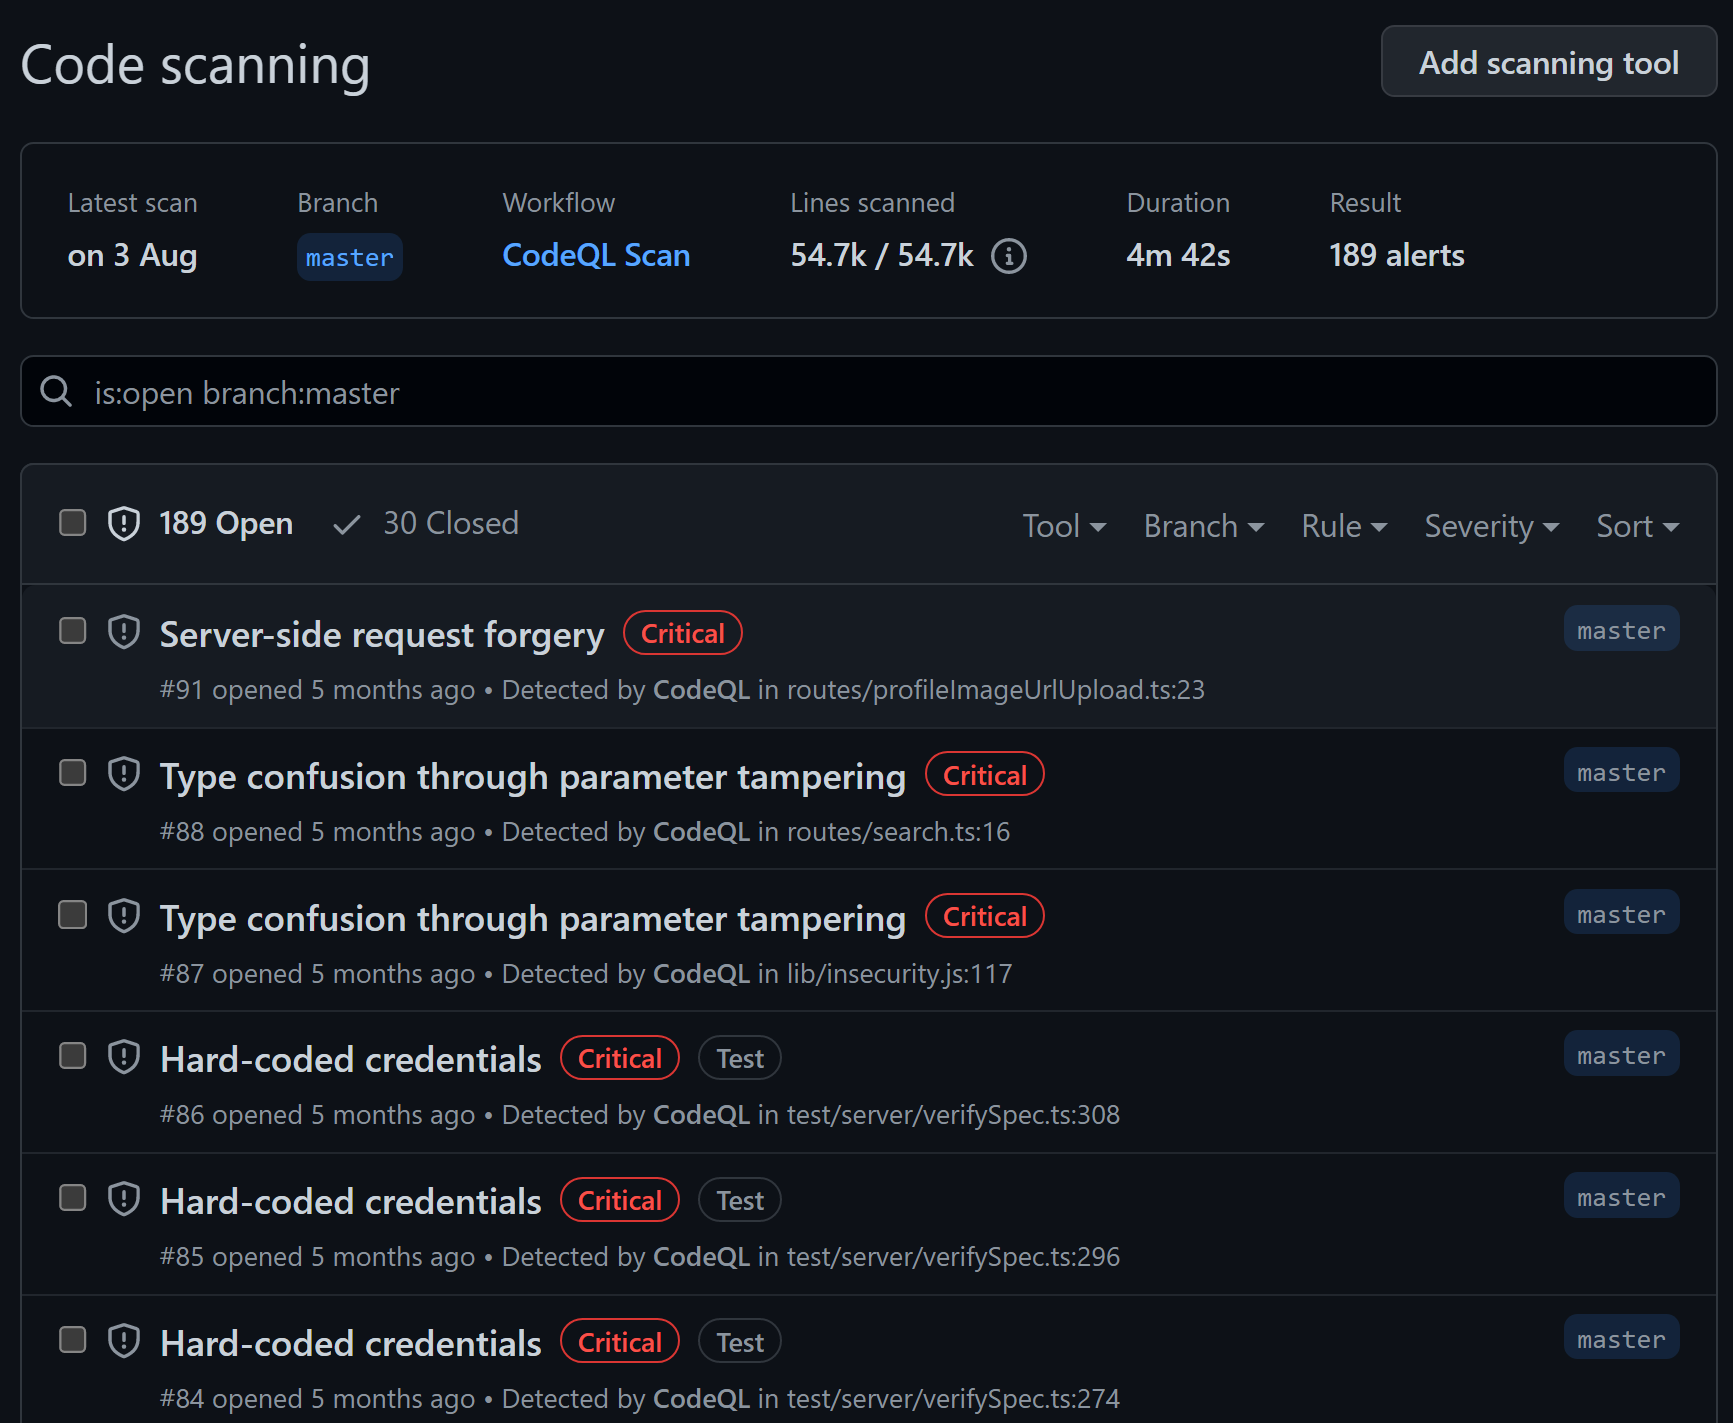 Code scanning
Add scanning tool
Latest scan
Branch
Workflow
Lines scanned
Duration
Result
on 3 Aug
master
CodeQL Scan
54.7k / 54.7k
4m 42s
189 alerts
is:open branch:master
189 Open
30 Closed
Tool
Branch
Rule
Severity
Sort
Server-side request forgery Critical master
#91 opened 5 months ago • Detected by CodeQL in routes/profileImageUrlUpload.ts:23
Type confusion through parameter tampering Critical master
#88 opened 5 months ago • Detected by CodeQL in routes/search.ts:16
Type confusion through parameter tampering Critical master
#87 opened 5 months ago • Detected by CodeQL in lib/insecurity.js:117
Hard-coded credentials Critical Test master
#86 opened 5 months ago • Detected by CodeQL in test/server/verifySpec.ts:308
Hard-coded credentials Critical Test master
#85 opened 5 months ago • Detected by CodeQL in test/server/verifySpec.ts:296
Hard-coded credentials Critical Test master
#84 opened 5 months ago • Detected by CodeQL in test/server/verifySpec.ts:274